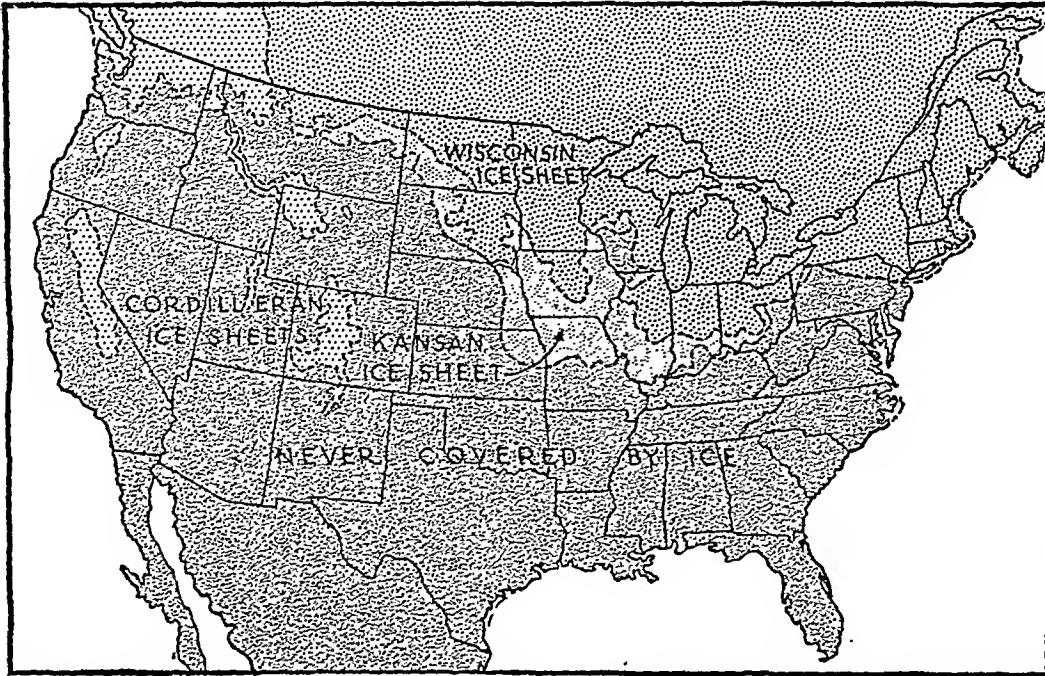 WISCONSIN
ICE SHEET
CORDILLERAN
ICE SHEETS
KANSAN
ICE SHEET
NEVER COVERED BY ICE